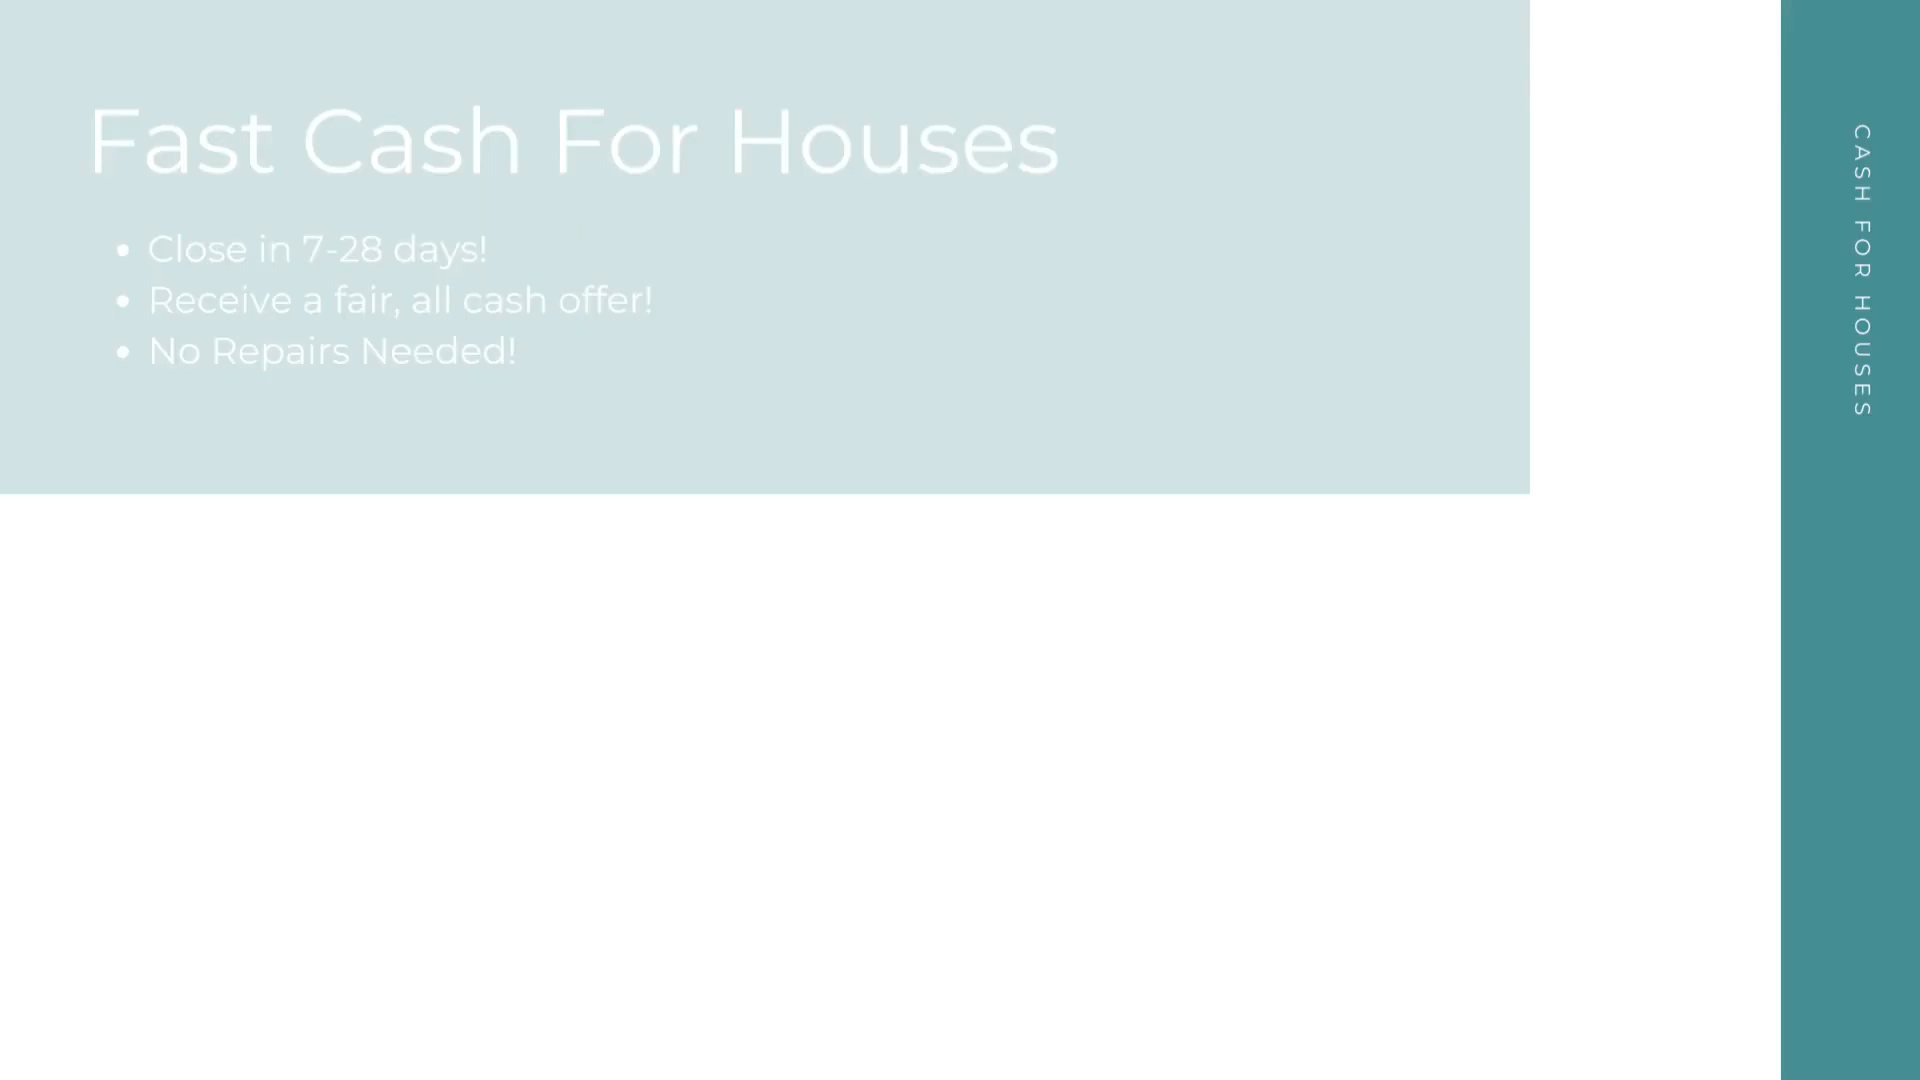 Fast Cash For Houses
• Close in 7-28 days!
• Receive a fair, all cash offer!
• No Repairs Needed!
CASH FOR HOUSES